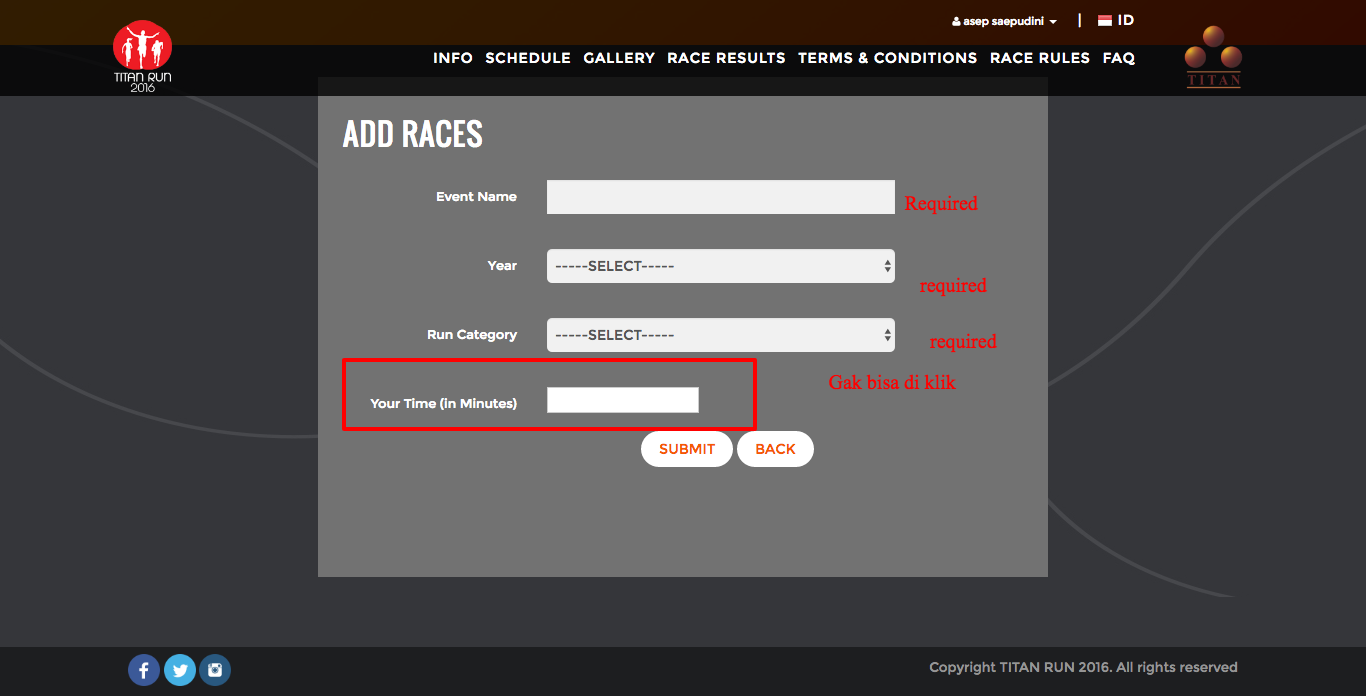 asep saepudini | ID
TITAN RUN
2016
INFO SCHEDULE GALLERY RACE RESULTS TERMS & CONDITIONS RACE RULES FAQ
TITAN
ADD RACES
Event Name
Required
Year
-----SELECT-----
required
Run Category
-----SELECT-----
required
Gak bisa di klik
Your Time (in Minutes)
SUBMIT BACK
Copyright TITAN RUN 2016. All rights reserved